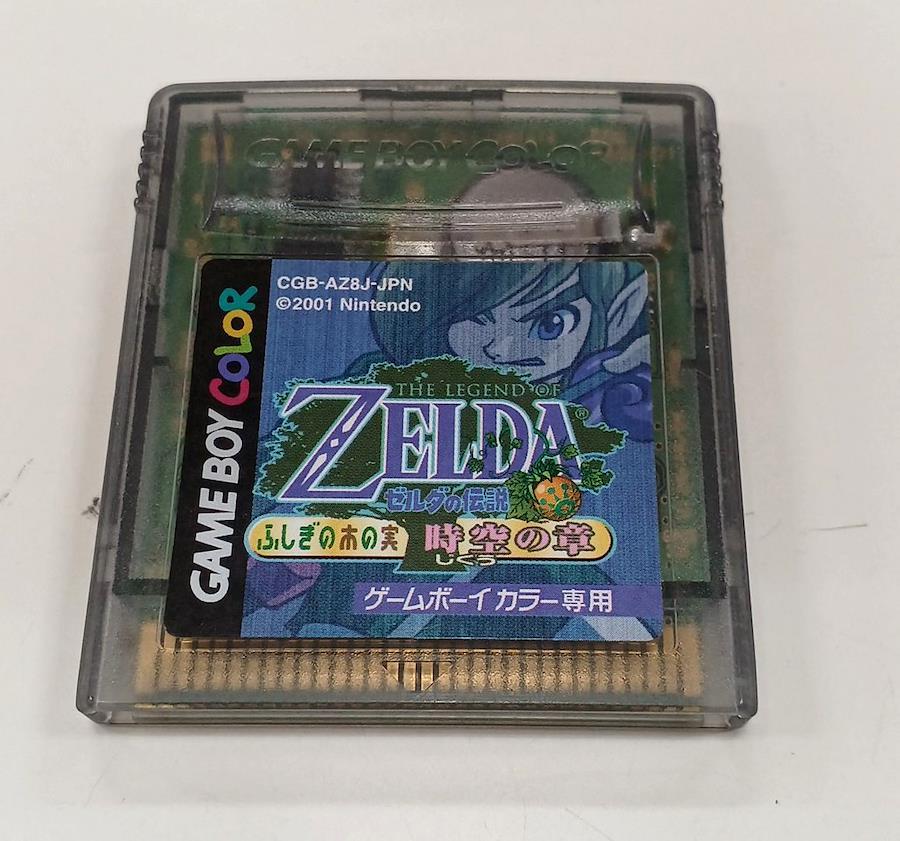 GAME BOY COLOR
GAME BOY COLOR
CGB-AZ8J-JPN
©2001 Nintendo
THE LEGEND OF
ZELDA®
ゼルダの伝説
ふしぎの木の実 時空の章
じくう
ゲームボーイカラー専用